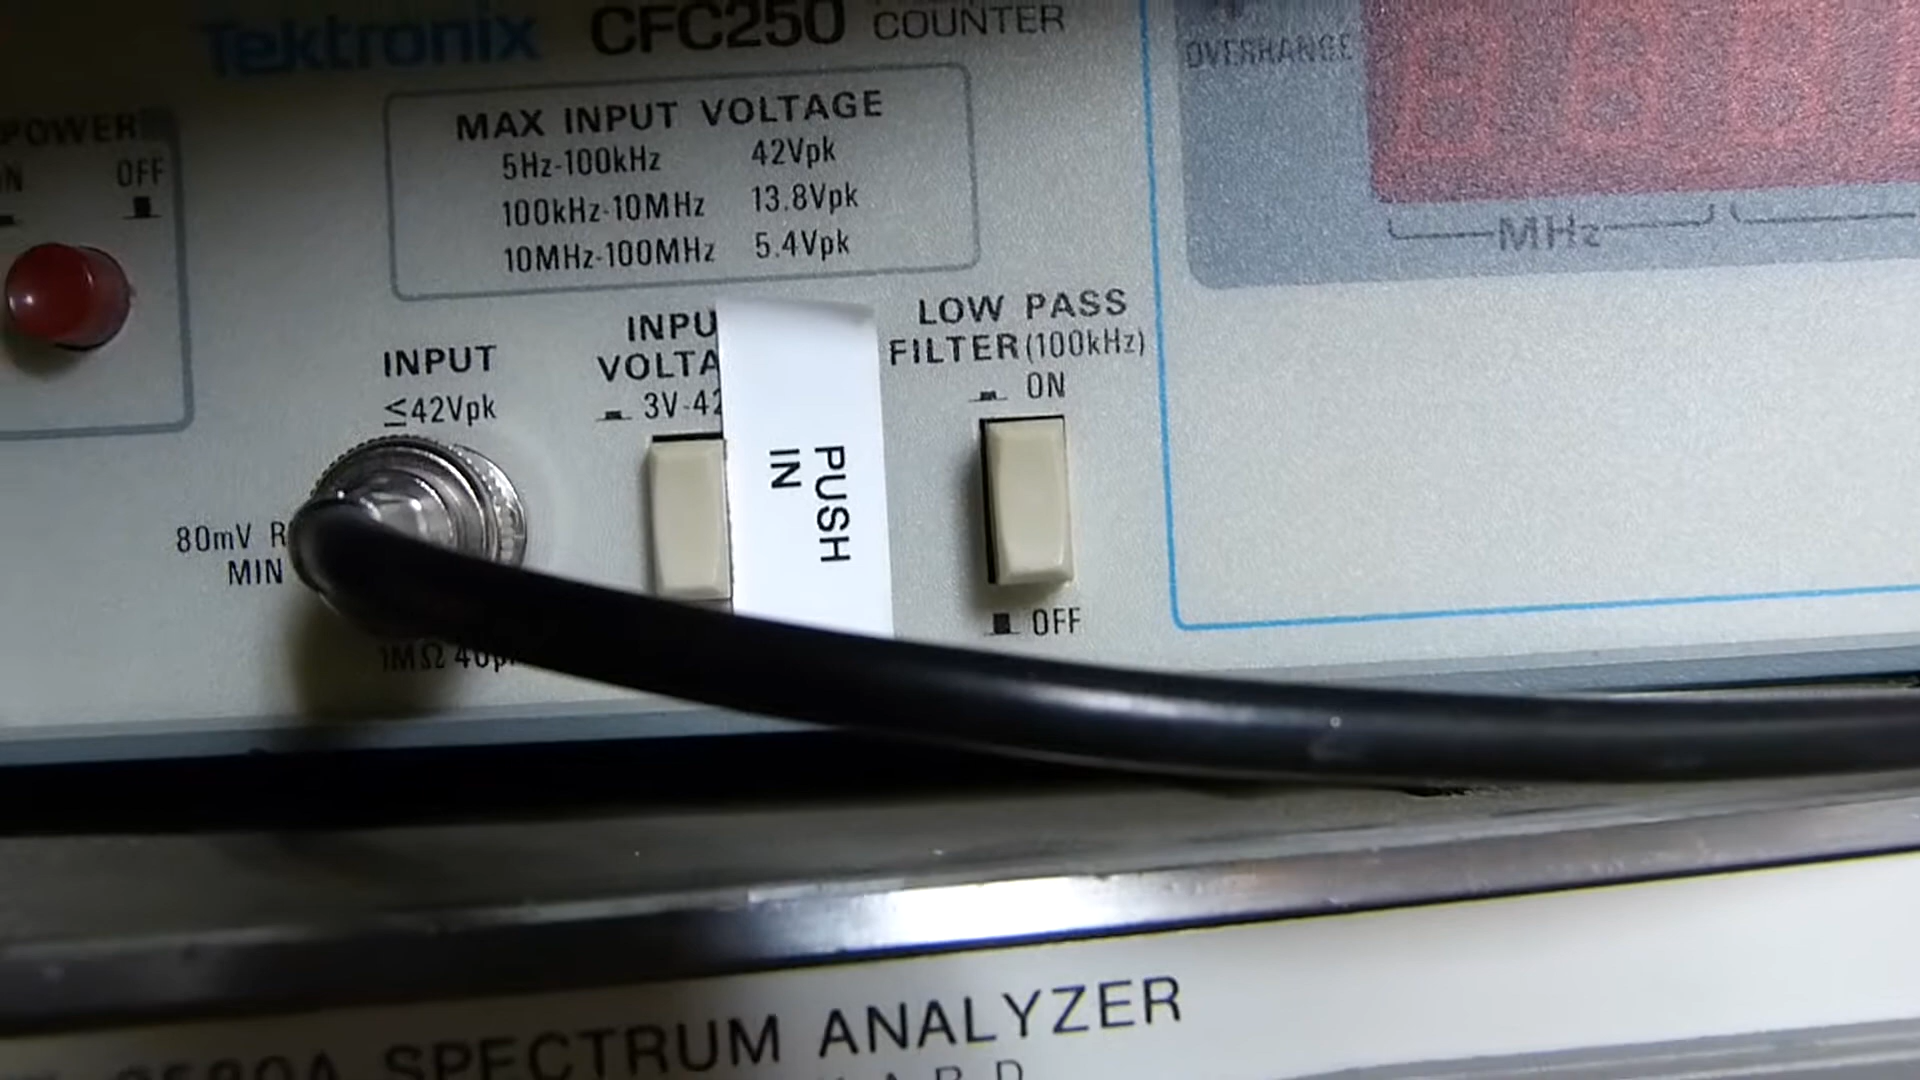 Tektronix CFC250 COUNTER
OVERRANGE
POWER
OFF
MAX INPUT VOLTAGE
5Hz-100kHz 42Vpk
100kHz-10MHz 13.8Vpk
10MHz-100MHz 5.4Vpk
MHz
INPUT
≤42Vpk
80mV
MIN
1MΩ
INPU
VOLTA
3V-42
PUSH
IN
LOW PASS
FILTER (100kHz)
ON
OFF
SPECTRUM ANALYZER